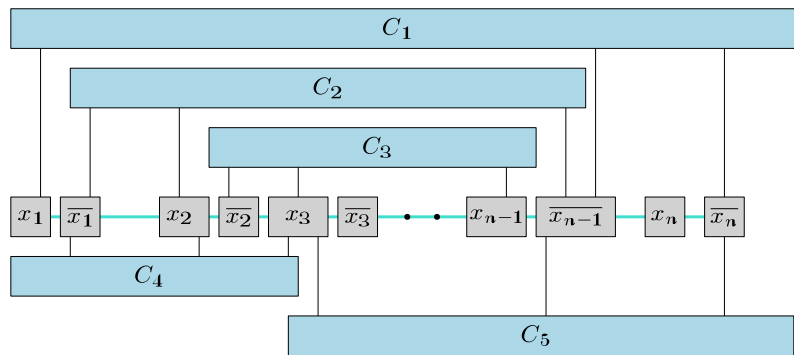 C₁
C₂
C₃
x₁ x̅₁ x₂ x̅₂ x₃ x̅₃ xₙ₋₁ x̅ₙ₋₁ xₙ x̅ₙ
C₄
C₅